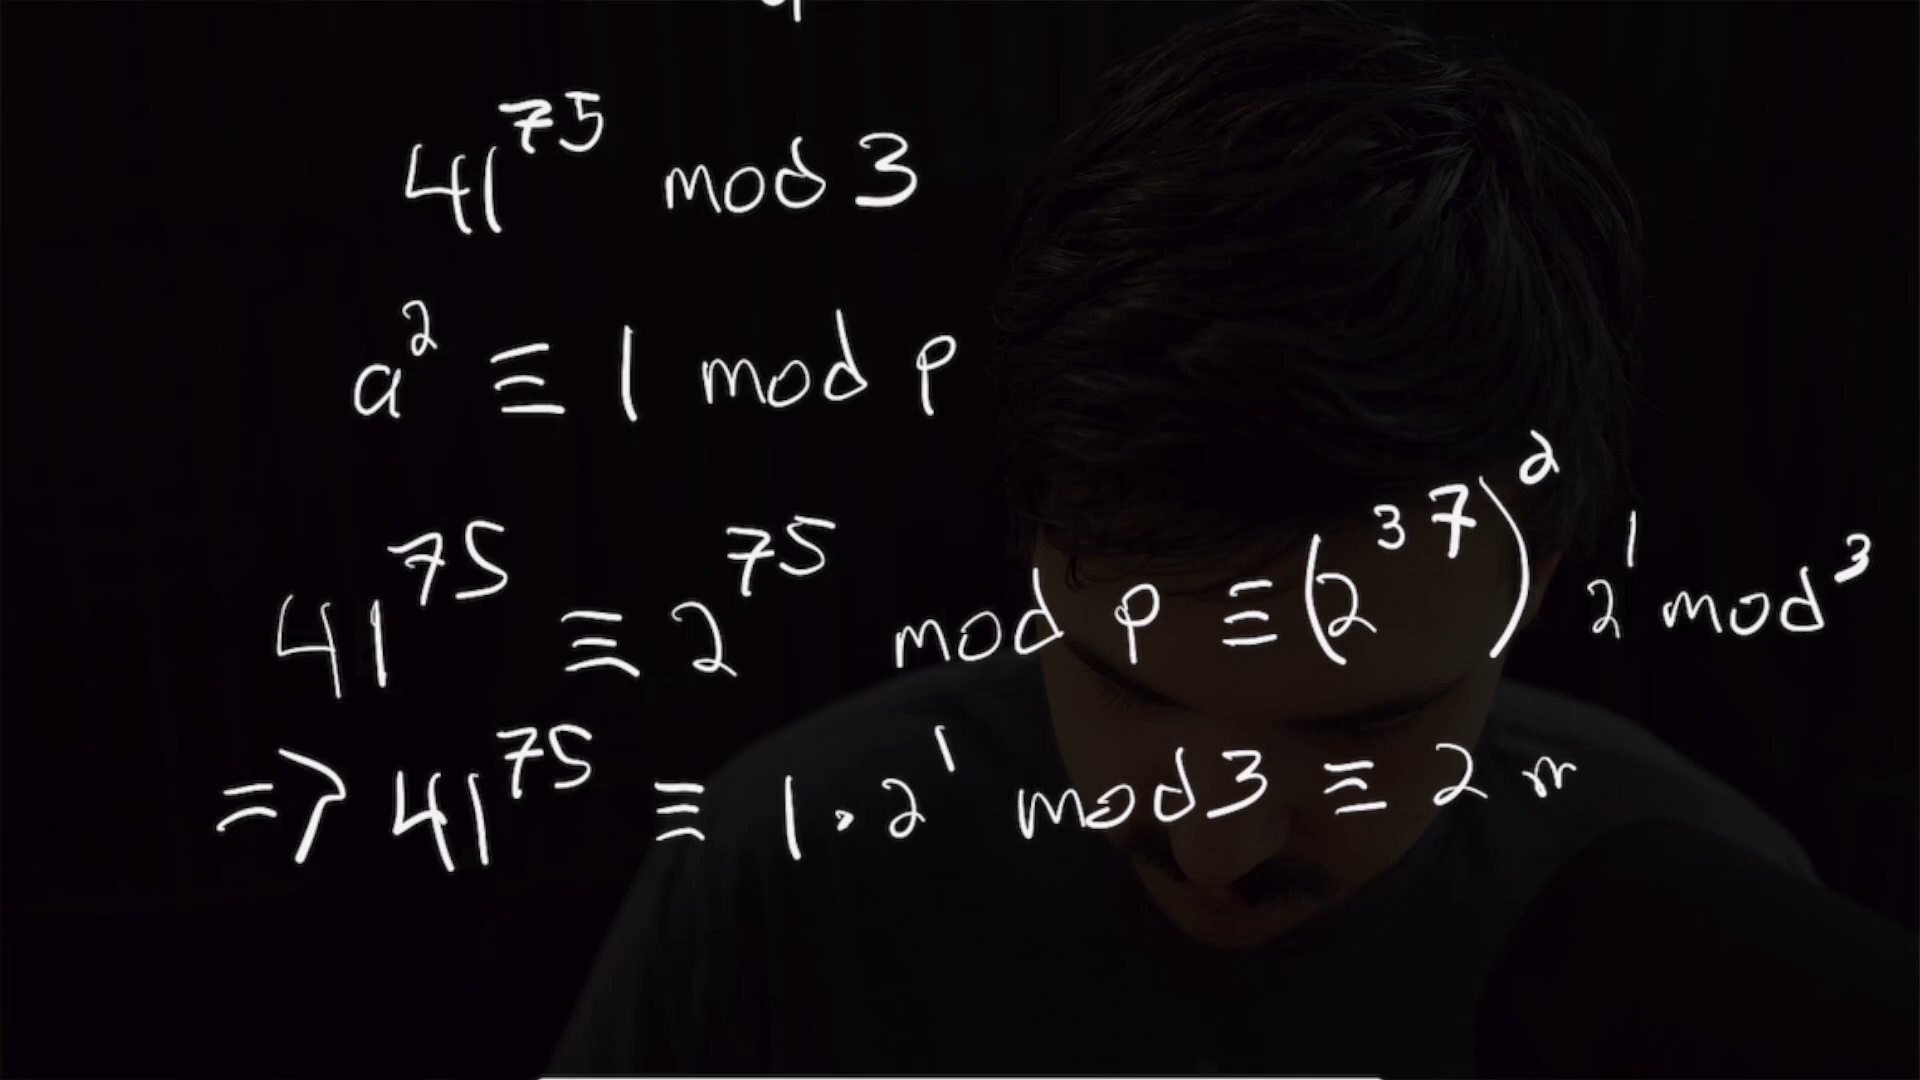 41^75 mod 3
a^2 ≡ 1 mod p
41^75 ≡ 2^75 mod p ≡ (2^37)^2 2^1 mod 3
=> 41^75 ≡ 1 · 2^1 mod 3 ≡ 2 m